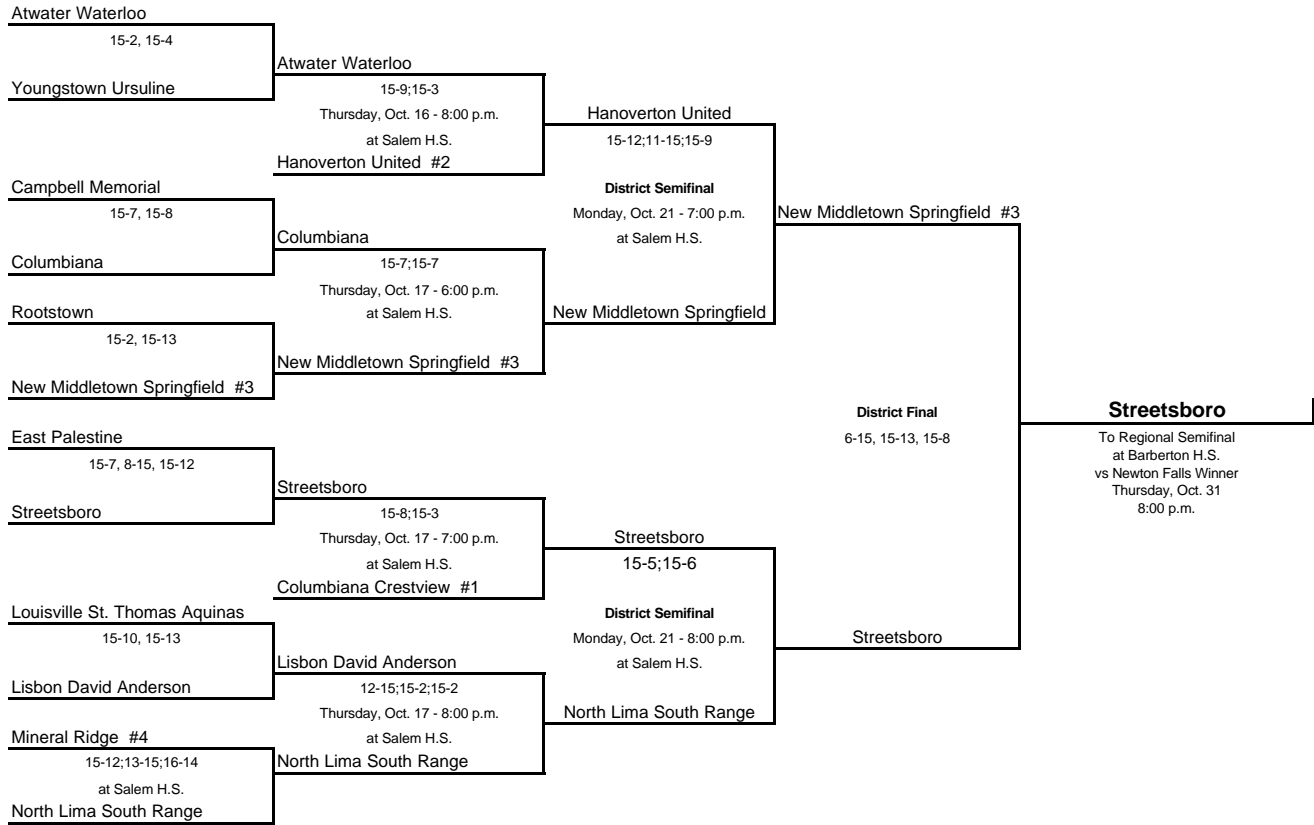 Atwater Waterloo
15-2, 15-4
Youngstown Ursuline
Campbell Memorial
15-7, 15-8
Columbiana
Rootstown
15-2, 15-13
New Middletown Springfield #3
East Palestine
15-7, 8-15, 15-12
Streetsboro
Louisville St. Thomas Aquinas
15-10, 15-13
Lisbon David Anderson
Mineral Ridge #4
15-12;13-15;16-14
at Salem H.S.
North Lima South Range
Atwater Waterloo
15-9;15-3
Thursday, Oct. 16 - 8:00 p.m.
at Salem H.S.
Hanoverton United #2
Columbiana
15-7;15-7
Thursday, Oct. 17 - 6:00 p.m.
at Salem H.S.
New Middletown Springfield #3
Streetsboro
15-8;15-3
Thursday, Oct. 17 - 7:00 p.m.
at Salem H.S.
Columbiana Crestview #1
Lisbon David Anderson
12-15;15-2;15-2
Thursday, Oct. 17 - 8:00 p.m.
at Salem H.S.
North Lima South Range
Hanoverton United
15-12;11-15;15-9
District Semifinal
Monday, Oct. 21 - 7:00 p.m.
at Salem H.S.
New Middletown Springfield
Streetsboro
15-5;15-6
District Semifinal
Monday, Oct. 21 - 8:00 p.m.
at Salem H.S.
North Lima South Range
New Middletown Springfield #3
District Final
6-15, 15-13, 15-8
Streetsboro
Streetsboro
To Regional Semifinal
at Barberton H.S.
vs Newton Falls Winner
Thursday, Oct. 31
8:00 p.m.